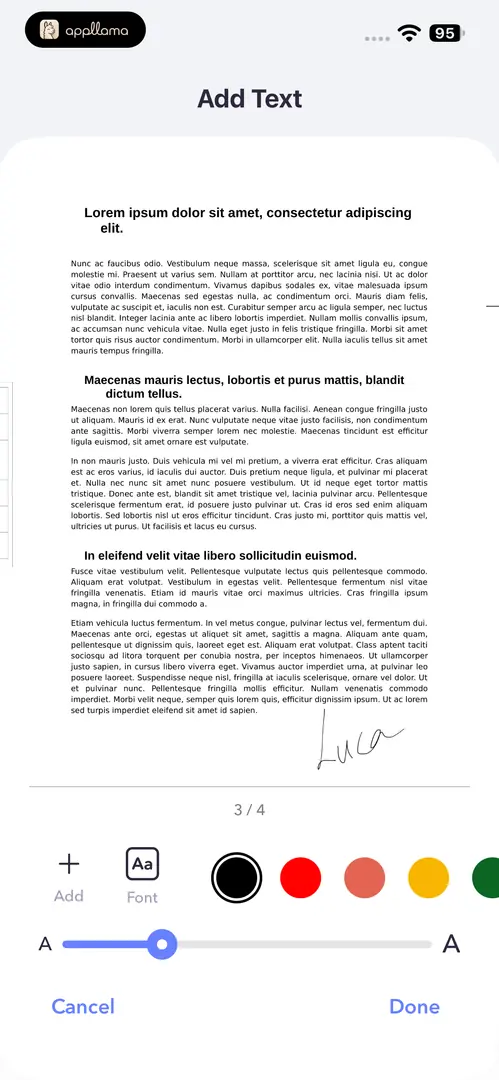 appllama
95
Add Text
Lorem ipsum dolor sit amet, consectetur adipiscing
elit.
Nunc ac faucibus odio. Vestibulum neque massa, scelerisque sit amet ligula eu, congue
molestie mi. Praesent ut varius sem. Nullam at porttitor arcu, nec lacinia nisi. Ut ac dolor
vitae odio interdum condimentum. Vivamus dapibus sodales ex, vitae malesuada ipsum
cursus convallis. Maecenas sed egestas nulla, ac condimentum orci. Mauris diam felis,
vulputate ac suscipit et, iaculis non est. Curabitur semper arcu ac ligula semper, nec luctus
nisl blandit. Integer lacinia ante ac libero lobortis imperdiet. Nullam mollis convallis ipsum,
ac accumsan nunc vehicula vitae. Nulla eget justo in felis tristique fringilla. Morbi sit amet
tortor quis risus auctor condimentum. Morbi in ullamcorper elit. Nulla iaculis tellus sit amet
mauris tempus fringilla.
Maecenas mauris lectus, lobortis et purus mattis, blandit
dictum tellus.
Maecenas non lorem quis tellus placerat varius. Nulla facilisi. Aenean congue fringilla justo
ut aliquam. Mauris id ex erat. Nunc vulputate neque vitae justo facilisis, non condimentum
ante sagittis. Morbi viverra semper lorem nec molestie. Maecenas tincidunt est efficitur
ligula euismod, sit amet ornare est vulputate.
In non mauris justo. Duis vehicula mi vel mi pretium, a viverra erat efficitur. Cras aliquam
est ac eros varius, id iaculis dui auctor. Duis pretium neque ligula, et pulvinar mi placerat
et. Nulla nec nunc sit amet nunc posuere vestibulum. Ut id neque eget tortor mattis
tristique. Donec ante est, blandit sit amet tristique vel, lacinia pulvinar arcu. Pellentesque
scelerisque fermentum erat, id posuere justo pulvinar ut. Cras id eros sed enim aliquam
lobortis. Sed lobortis nisl ut eros efficitur tincidunt. Cras justo mi, porttitor quis mattis vel,
ultricies ut purus. Ut facilisis et lacus eu cursus.
In eleifend velit vitae libero sollicitudin euismod.
Fusce vitae vestibulum velit. Pellentesque vulputate lectus quis pellentesque commodo.
Aliquam erat volutpat. Vestibulum in egestas velit. Pellentesque fermentum nisl vitae
fringilla venenatis. Etiam id mauris vitae orci maximus ultricies. Cras fringilla ipsum
magna, in fringilla dui commodo a.
Etiam vehicula luctus fermentum. In vel metus congue, pulvinar lectus vel, fermentum dui.
Maecenas ante orci, egestas ut aliquet sit amet, sagittis a magna. Aliquam ante quam,
pellentesque ut dignissim quis, laoreet eget est. Aliquam erat volutpat. Class aptent taciti
sociosqu ad litora torquent per conubia nostra, per inceptos himenaeos. Ut ullamcorper
justo sapien, in cursus libero viverra eget. Vivamus auctor imperdiet urna, at pulvinar leo
posuere laoreet. Suspendisse neque nisl, fringilla at iaculis scelerisque, ornare vel dolor. Ut
et pulvinar nunc. Pellentesque fringilla mollis efficitur. Nullam venenatis commodo
imperdiet. Morbi velit neque, semper quis lorem quis, efficitur dignissim ipsum. Ut ac lorem
sed turpis imperdiet eleifend sit amet id sapien.
Luca
3 / 4
Aa
Add
Font
A
A
Cancel
Done